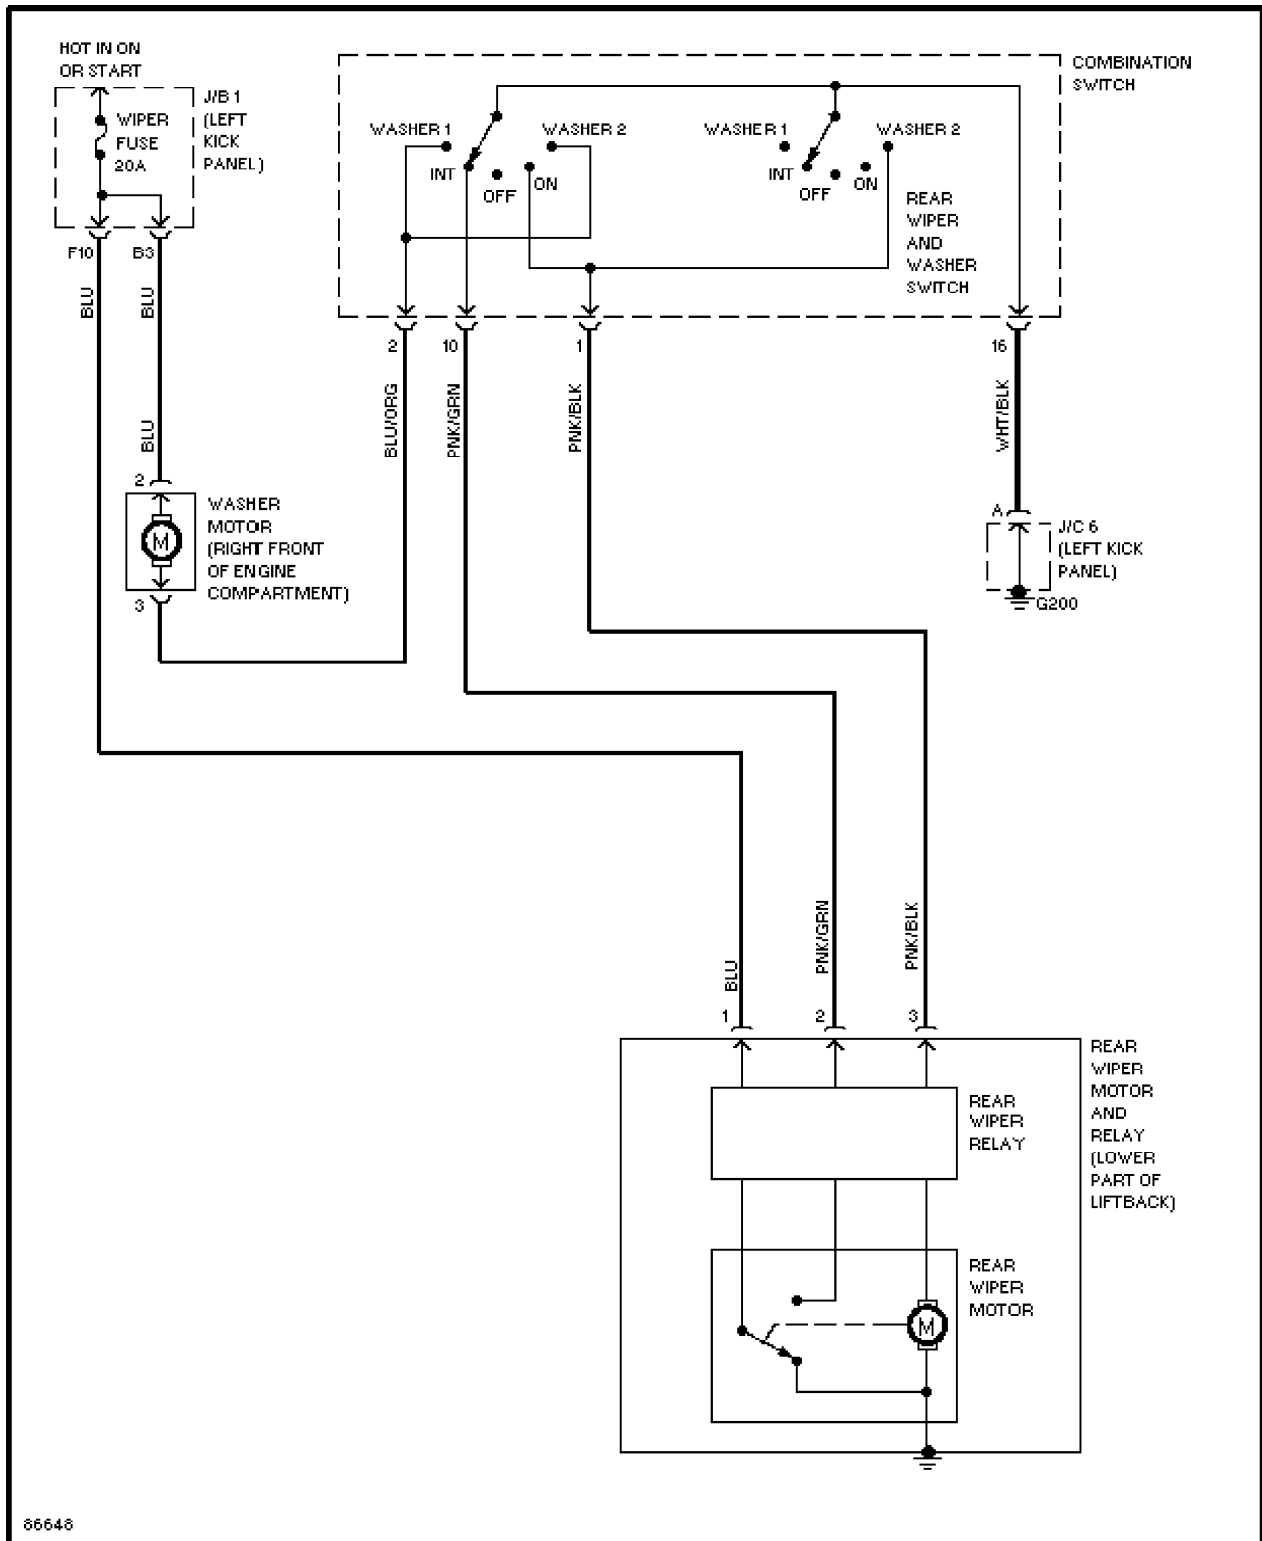 HOT IN ON
OR START
J/B 1
(LEFT
KICK
PANEL)
WIPER
FUSE
20A
F10
B3
BLU
BLU
BLU
2
WASHER
MOTOR
(RIGHT FRONT
OF ENGINE
COMPARTMENT)
M
3
COMBINATION
SWITCH
WASHER 1
WASHER 2
INT
OFF
ON
WASHER 1
WASHER 2
INT
OFF
ON
REAR
WIPER
AND
WASHER
SWITCH
2
10
1
16
BLU/ORG
PNK/GRN
PNK/BLK
WHT/BLK
A
J/C 6
(LEFT KICK
PANEL)
G200
BLU
PNK/GRN
PNK/BLK
1
2
3
REAR
WIPER
MOTOR
AND
RELAY
(LOWER
PART OF
LIFTBACK)
REAR
WIPER
RELAY
REAR
WIPER
MOTOR
M
86648